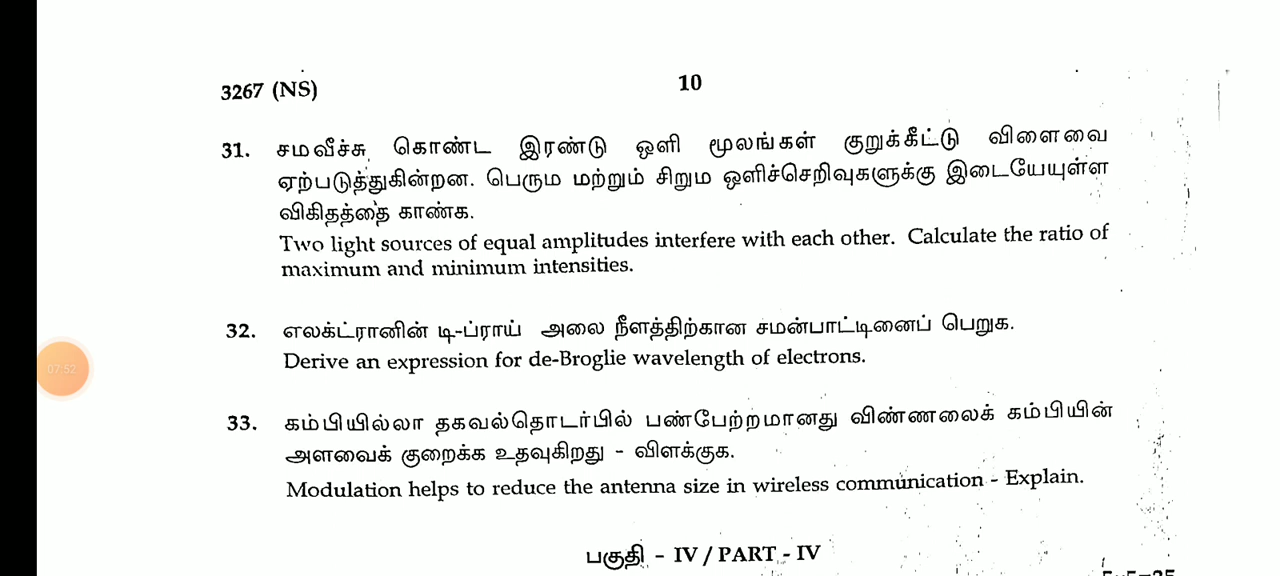 3267 (NS)
10
31. சமவீச்சு கொண்ட இரண்டு ஒளி மூலங்கள் குறுக்கீட்டு விளைவை
ஏற்படுத்துகின்றன. பெரும மற்றும் சிறும ஒளிச்செறிவுகளுக்கு இடையேயுள்ள
விகிதத்தை காண்க.
Two light sources of equal amplitudes interfere with each other. Calculate the ratio of
maximum and minimum intensities.
32. எலக்ட்ரானின் டி-ப்ராய் அலை நீளத்திற்கான சமன்பாட்டினைப் பெறுக.
Derive an expression for de-Broglie wavelength of electrons.
07:52
33. கம்பியில்லா தகவல்தொடர்பில் பண்பேற்றமானது விண்ணலைக் கம்பியின்
அளவைக் குறைக்க உதவுகிறது - விளக்குக.
Modulation helps to reduce the antenna size in wireless communication - Explain.
பகுதி - IV / PART - IV